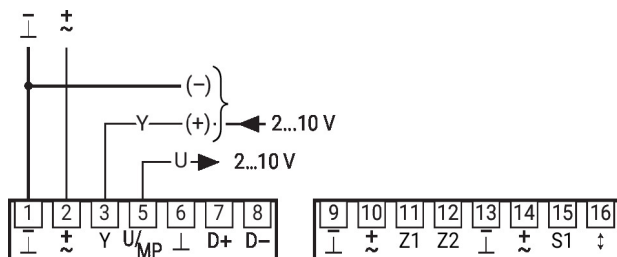 – +
⊥ ~
(–)
Y (+) 2...10 V
U 2...10 V
1 2 3 5 6 7 8 9 10 11 12 13 14 15 16
⊥ ~ Y U/MP ⊥ D+ D– ⊥ ~ Z1 Z2 ⊥ ~ S1 ↕